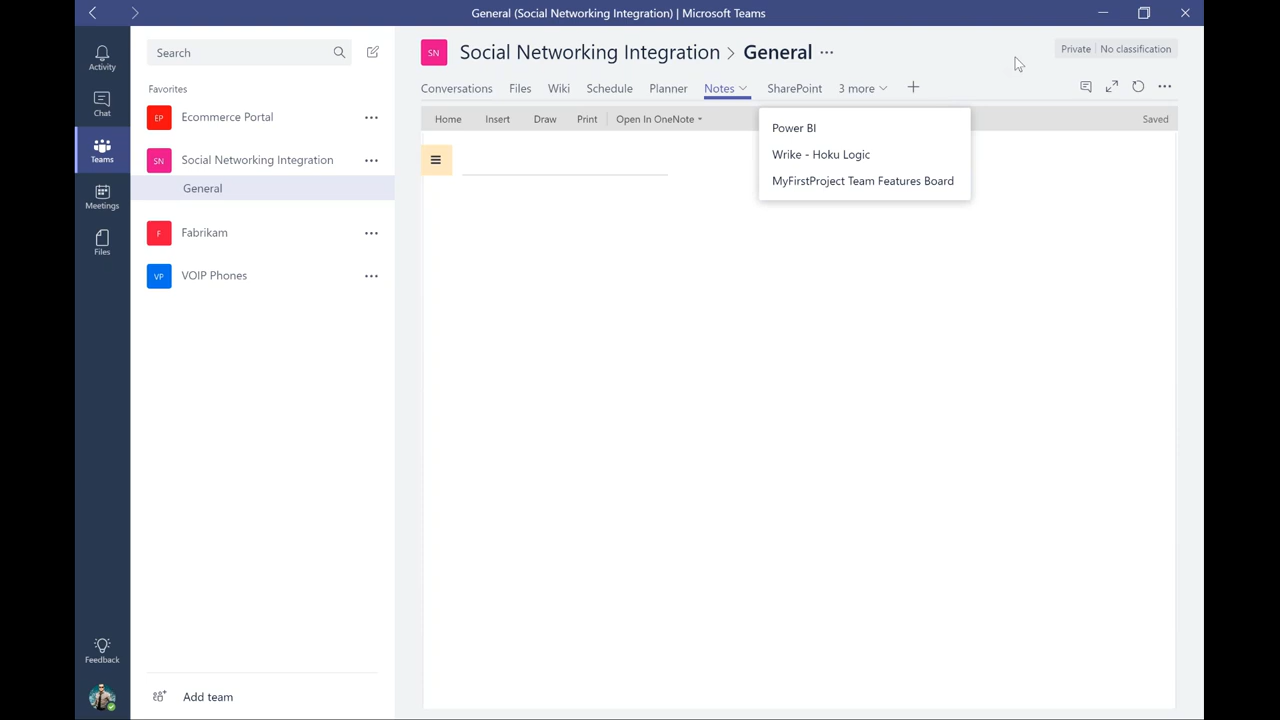 General (Social Networking Integration) | Microsoft Teams
Activity
Chat
Teams
Meetings
Files
Feedback
Search
Favorites
EP Ecommerce Portal
SN Social Networking Integration
General
F Fabrikam
VP VOIP Phones
Add team
SN Social Networking Integration > General
Private No classification
Conversations Files Wiki Schedule Planner Notes SharePoint 3 more
Home Insert Draw Print Open In OneNote Saved
Power BI
Wrike - Hoku Logic
MyFirstProject Team Features Board